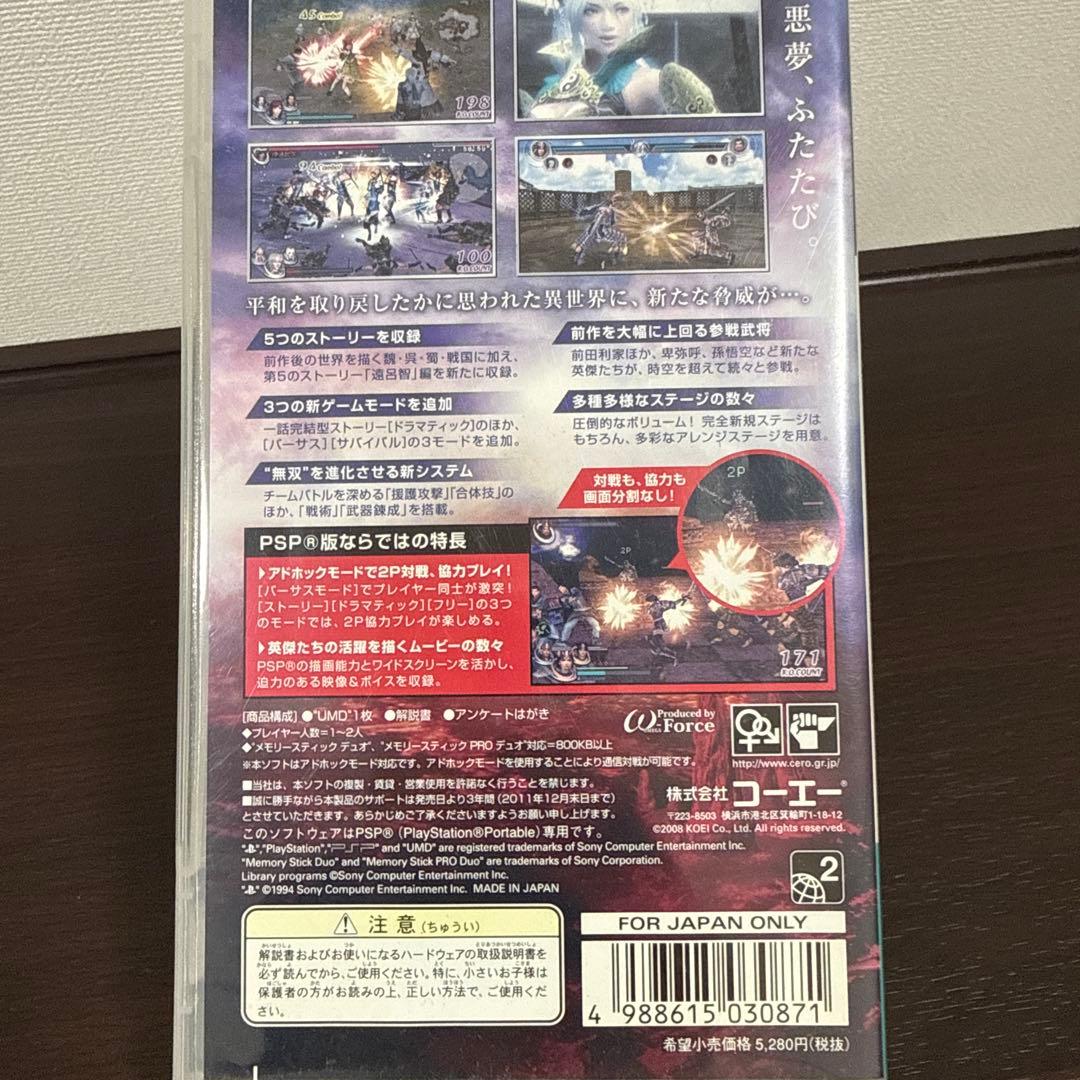 45 Combo!
198
K.O.COUNT
悪夢、ふたたび。
24 Combo!
100
K.O.COUNT
平和を取り戻したかに思われた異世界に、新たな脅威が…。
5つのストーリーを収録
前作後の世界を描く魏・呉・蜀・戦国に加え、
第5のストーリー「遠呂智」編を新たに収録。
3つの新ゲームモードを追加
一話完結型ストーリー[ドラマティック]のほか、
[バーサス][サバイバル]の3モードを追加。
“無双”を進化させる新システム
チームバトルを深める「援護攻撃」「合体技」の
ほか、「戦術」「武器錬成」を搭載。
前作を大幅に上回る参戦武将
前田利家ほか、卑弥呼、孫悟空など新たな
英傑たちが、時空を超えて続々と参戦。
多種多様なステージの数々
圧倒的なボリューム! 完全新規ステージは
もちろん、多彩なアレンジステージを用意。
対戦も、協力も
画面分割なし!
2P
2P
171
K.O.COUNT
PSP®版ならではの特長
アドホックモードで2P対戦、協力プレイ!
[バーサスモード]でプレイヤー同士が激突!
[ストーリー][ドラマティック][フリー]の3つ
のモードでは、2P協力プレイが楽しめる。
英傑たちの活躍を描くムービーの数々
PSP®の描画能力とワイドスクリーンを活かし、
迫力のある映像&ボイスを収録。
[商品構成] ●“UMD”1枚 ●解説書 ●アンケートはがき
◆プレイヤー人数=1~2人
◆“メモリースティック デュオ”、“メモリースティック PRO デュオ”対応=800KB以上
※本ソフトはアドホックモード対応です。アドホックモードを使用することにより通信対戦が可能です。
■当社は、本ソフトの複製・賃貸・営業使用を許諾なく行うことを禁じます。
■誠に勝手ながら本製品のサポートは発売日より3年間(2011年12月末日まで)
とさせていただきます。あらかじめご了承くださいますようお願い申し上げます。
このソフトウェアはPSP®(PlayStation®Portable)専用です。
Produced by
ω-Force
OMEGA
http://www.cero.gr.jp/
株式会社コーエー
〒223-8503 横浜市港北区箕輪町1-18-12
©2008 KOEI Co., Ltd. All rights reserved.
"PlayStation","PSP" and "UMD" are registered trademarks of Sony Computer Entertainment Inc.
"Memory Stick Duo" and "Memory Stick PRO Duo" are trademarks of Sony Corporation.
Library programs ©Sony Computer Entertainment Inc.
©1994 Sony Computer Entertainment Inc. MADE IN JAPAN
2
注意(ちゅうい)
解説書およびお使いになるハードウェアの取扱説明書を
必ず読んでから、ご使用ください。特に、小さいお子様は
保護者の方がお読みの上、正しい方法で、ご使用くだ
さい。
FOR JAPAN ONLY
4 988615 030871
希望小売価格 5,280円(税抜)